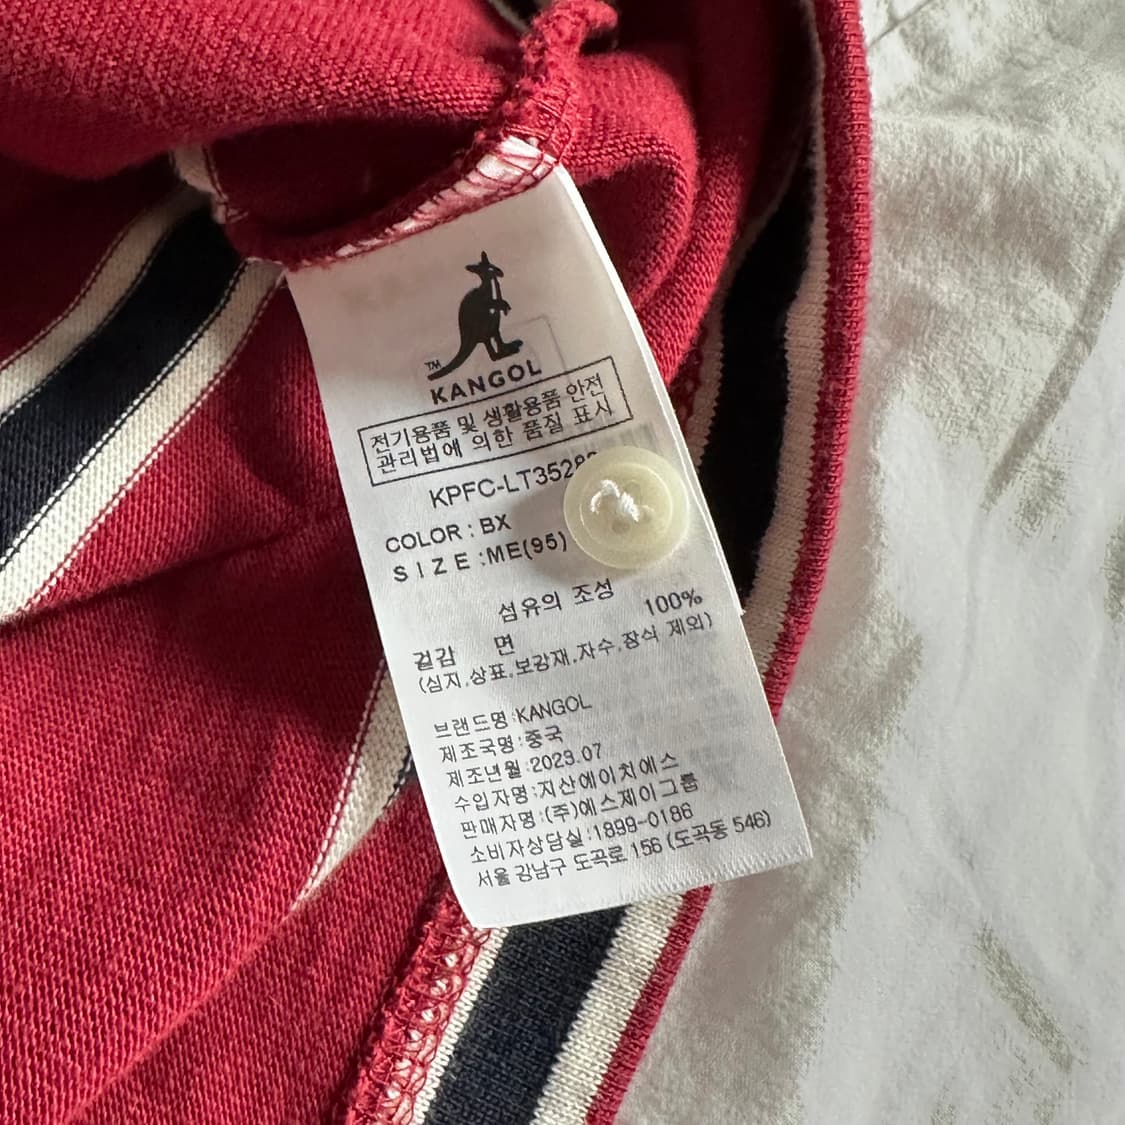 TM
KANGOL
전기용품 및 생활용품 안전
관리법에 의한 품질 표시
COLOR : BX
SIZE :ME(95)
섬유의 조성
겉감 면 100%
(심지,상표,보강재,자수,장식 제외)
브랜드명:KANGOL
제조국명:중국
제조년월:2023.07
수입자명:지산에이치에스
판매자명:(주)에스제이그룹
소비자상담실:1899-0186
서울 강남구 도곡로 156 (도곡동 546)